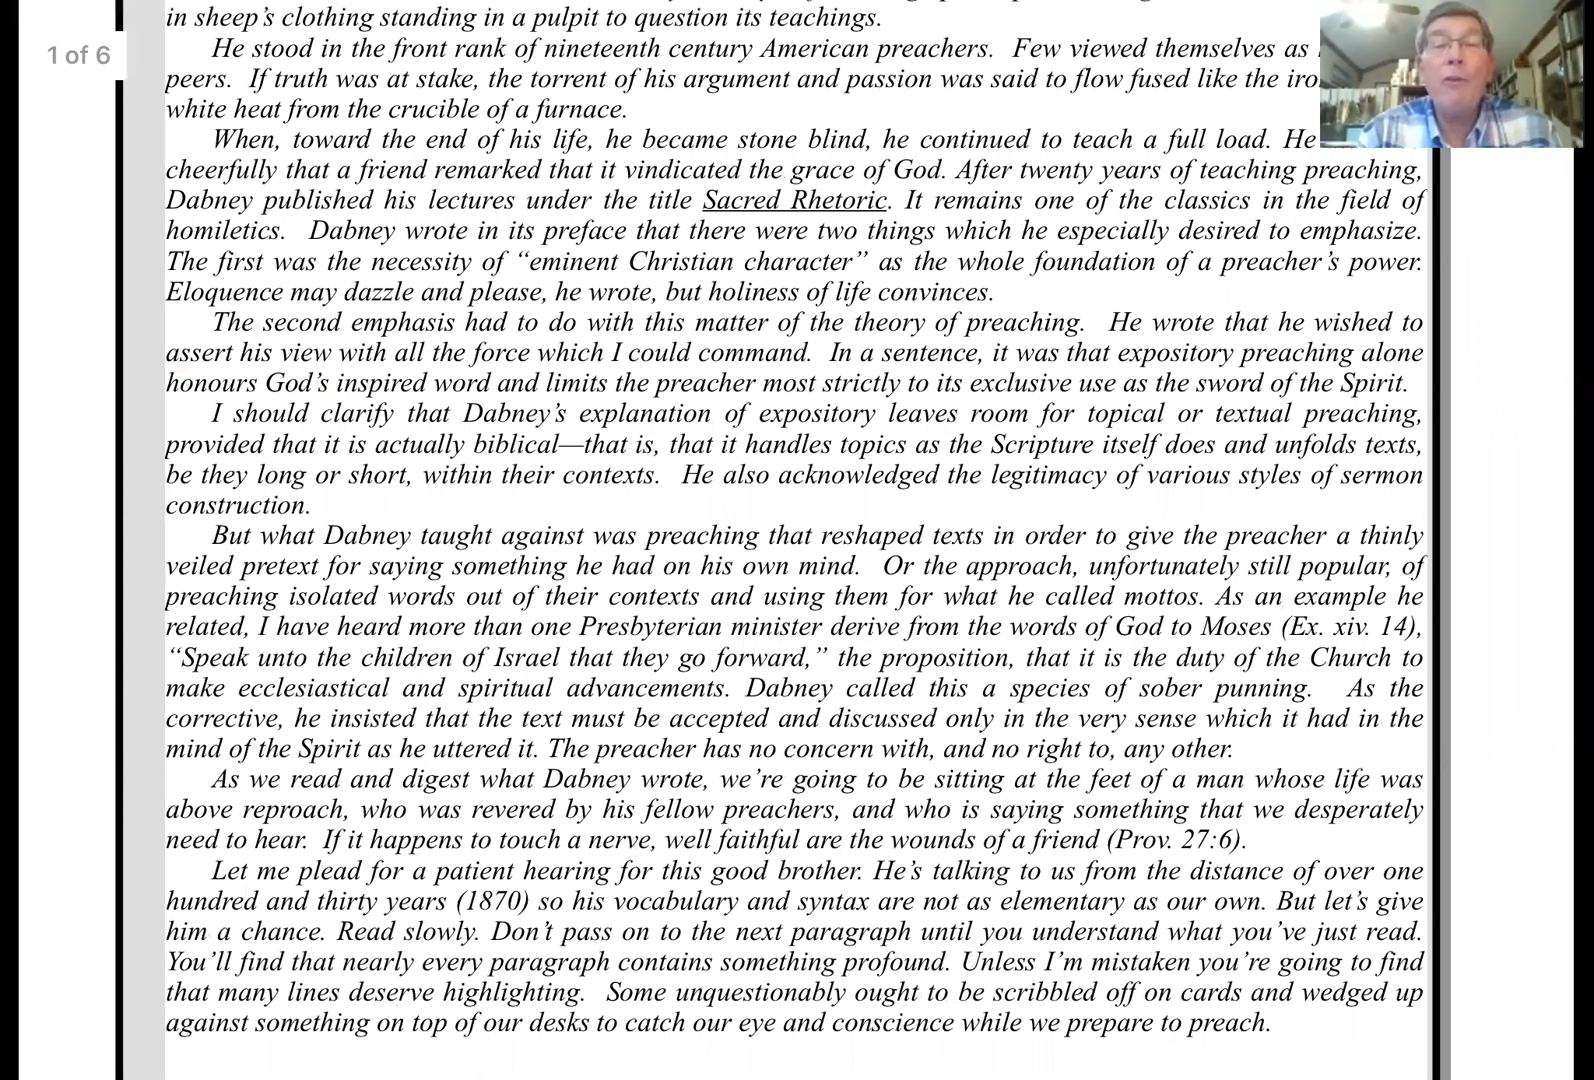 in sheep’s clothing standing in a pulpit to question its teachings.
1 of 6
He stood in the front rank of nineteenth century American preachers.  Few viewed themselves as
peers.  If truth was at stake, the torrent of his argument and passion was said to flow fused like the
white heat from the crucible of a furnace.
When, toward the end of his life, he became stone blind, he continued to teach a full load. He
cheerfully that a friend remarked that it vindicated the grace of God. After twenty years of teaching preaching,
Dabney published his lectures under the title Sacred Rhetoric. It remains one of the classics in the field of
homiletics.  Dabney wrote in its preface that there were two things which he especially desired to emphasize.
The first was the necessity of “eminent Christian character” as the whole foundation of a preacher’s power.
Eloquence may dazzle and please, he wrote, but holiness of life convinces.
The second emphasis had to do with this matter of the theory of preaching.  He wrote that he wished to
assert his view with all the force which I could command.  In a sentence, it was that expository preaching alone
honours God’s inspired word and limits the preacher most strictly to its exclusive use as the sword of the Spirit.
I should clarify that Dabney’s explanation of expository leaves room for topical or textual preaching,
provided that it is actually biblical—that is, that it handles topics as the Scripture itself does and unfolds texts,
be they long or short, within their contexts.  He also acknowledged the legitimacy of various styles of sermon
construction.
But what Dabney taught against was preaching that reshaped texts in order to give the preacher a thinly
veiled pretext for saying something he had on his own mind.  Or the approach, unfortunately still popular, of
preaching isolated words out of their contexts and using them for what he called mottos. As an example he
related, I have heard more than one Presbyterian minister derive from the words of God to Moses (Ex. xiv. 14),
“Speak unto the children of Israel that they go forward,” the proposition, that it is the duty of the Church to
make ecclesiastical and spiritual advancements. Dabney called this a species of sober punning.  As the
corrective, he insisted that the text must be accepted and discussed only in the very sense which it had in the
mind of the Spirit as he uttered it. The preacher has no concern with, and no right to, any other.
As we read and digest what Dabney wrote, we’re going to be sitting at the feet of a man whose life was
above reproach, who was revered by his fellow preachers, and who is saying something that we desperately
need to hear.  If it happens to touch a nerve, well faithful are the wounds of a friend (Prov. 27:6).
Let me plead for a patient hearing for this good brother. He’s talking to us from the distance of over one
hundred and thirty years (1870) so his vocabulary and syntax are not as elementary as our own. But let’s give
him a chance. Read slowly. Don’t pass on to the next paragraph until you understand what you’ve just read.
You’ll find that nearly every paragraph contains something profound. Unless I’m mistaken you’re going to find
that many lines deserve highlighting.  Some unquestionably ought to be scribbled off on cards and wedged up
against something on top of our desks to catch our eye and conscience while we prepare to preach.